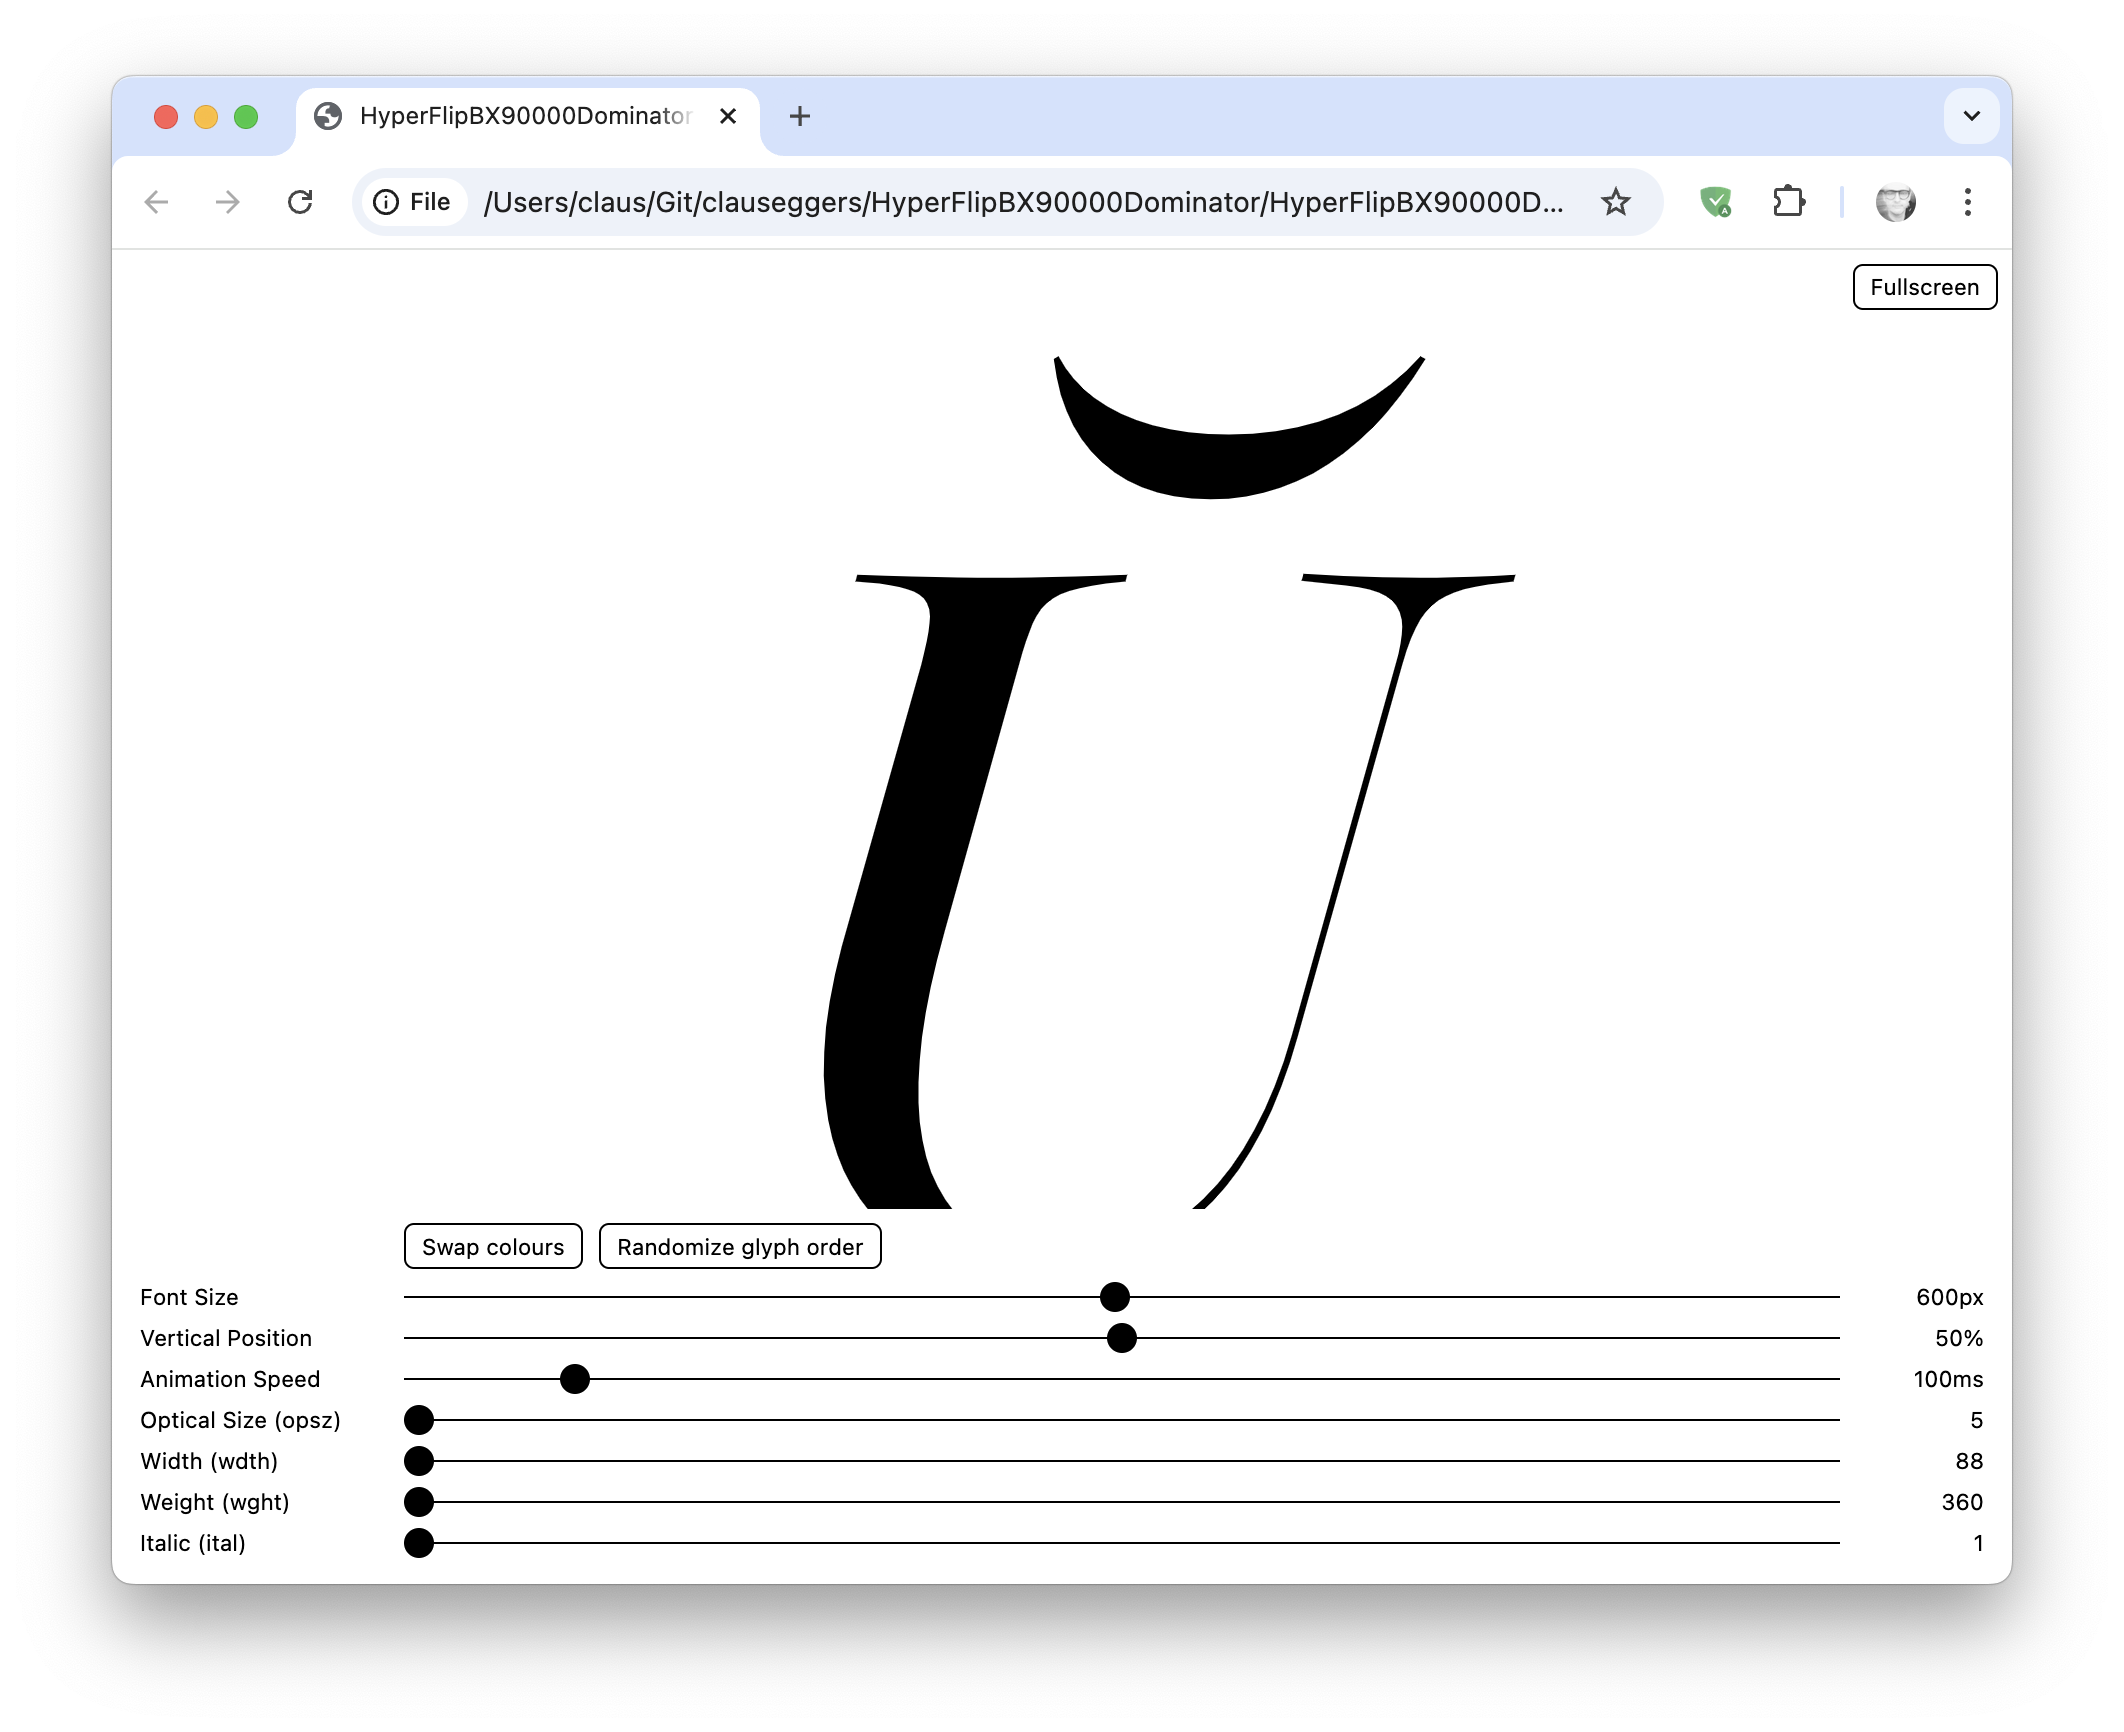 HyperFlipBX90000Dominator
File /Users/claus/Git/clauseggers/HyperFlipBX90000Dominator/HyperFlipBX90000D...
Fullscreen
Ŭ
Swap colours Randomize glyph order
Font Size 600px
Vertical Position 50%
Animation Speed 100ms
Optical Size (opsz) 5
Width (wdth) 88
Weight (wght) 360
Italic (ital) 1